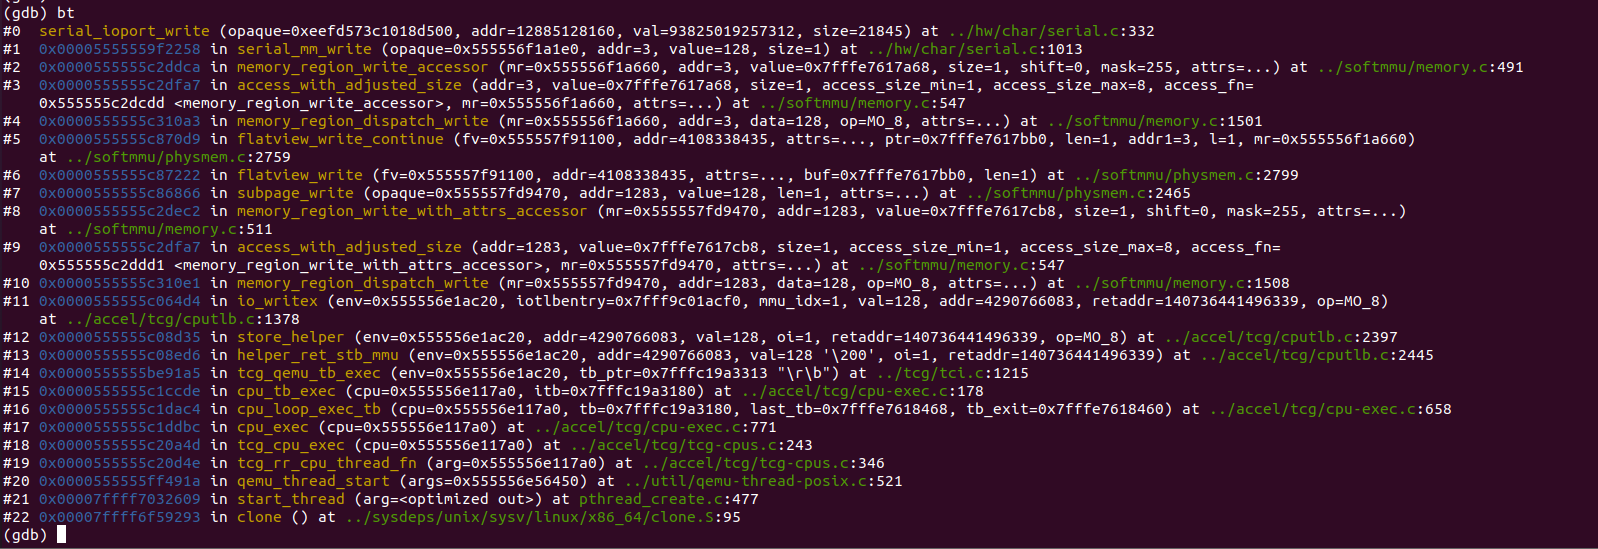 (gdb) bt
#0  serial_ioport_write (opaque=0xeefd573c1018d500, addr=12885128160, val=93825019257312, size=21845) at ../hw/char/serial.c:332
#1  0x00005555559f2258 in serial_mm_write (opaque=0x555556f1a1e0, addr=3, value=128, size=1) at ../hw/char/serial.c:1013
#2  0x0000555555c2ddca in memory_region_write_accessor (mr=0x555556f1a660, addr=3, value=0x7fffe7617a68, size=1, shift=0, mask=255, attrs=...) at ../softmmu/memory.c:491
#3  0x0000555555c2dfa7 in access_with_adjusted_size (addr=3, value=0x7fffe7617a68, size=1, access_size_min=1, access_size_max=8, access_fn=
    0x555555c2dcdd <memory_region_write_accessor>, mr=0x555556f1a660, attrs=...) at ../softmmu/memory.c:547
#4  0x0000555555c310a3 in memory_region_dispatch_write (mr=0x555556f1a660, addr=3, data=128, op=MO_8, attrs=...) at ../softmmu/memory.c:1501
#5  0x0000555555c870d9 in flatview_write_continue (fv=0x555557f91100, addr=4108338435, attrs=..., ptr=0x7fffe7617bb0, len=1, addr1=3, l=1, mr=0x555556f1a660)
    at ../softmmu/physmem.c:2759
#6  0x0000555555c87222 in flatview_write (fv=0x555557f91100, addr=4108338435, attrs=..., buf=0x7fffe7617bb0, len=1) at ../softmmu/physmem.c:2799
#7  0x0000555555c86866 in subpage_write (opaque=0x555557fd9470, addr=1283, value=128, len=1, attrs=...) at ../softmmu/physmem.c:2465
#8  0x0000555555c2dec2 in memory_region_write_with_attrs_accessor (mr=0x555557fd9470, addr=1283, value=0x7fffe7617cb8, size=1, shift=0, mask=255, attrs=...)
    at ../softmmu/memory.c:511
#9  0x0000555555c2dfa7 in access_with_adjusted_size (addr=1283, value=0x7fffe7617cb8, size=1, access_size_min=1, access_size_max=8, access_fn=
    0x555555c2ddd1 <memory_region_write_with_attrs_accessor>, mr=0x555557fd9470, attrs=...) at ../softmmu/memory.c:547
#10 0x0000555555c310e1 in memory_region_dispatch_write (mr=0x555557fd9470, addr=1283, data=128, op=MO_8, attrs=...) at ../softmmu/memory.c:1508
#11 0x0000555555c064d4 in io_writex (env=0x555556e1ac20, iotlbentry=0x7fff9c01acf0, mmu_idx=1, val=128, addr=4290766083, retaddr=140736441496339, op=MO_8)
    at ../accel/tcg/cputlb.c:1378
#12 0x0000555555c08d35 in store_helper (env=0x555556e1ac20, addr=4290766083, val=128, oi=1, retaddr=140736441496339, op=MO_8) at ../accel/tcg/cputlb.c:2397
#13 0x0000555555c08ed6 in helper_ret_stb_mmu (env=0x555556e1ac20, addr=4290766083, val=128 '\200', oi=1, retaddr=140736441496339) at ../accel/tcg/cputlb.c:2445
#14 0x0000555555be91a5 in tcg_qemu_tb_exec (env=0x555556e1ac20, tb_ptr=0x7fffc19a3313 "\r\b") at ../tcg/tci.c:1215
#15 0x0000555555c1ccde in cpu_tb_exec (cpu=0x555556e117a0, itb=0x7fffc19a3180) at ../accel/tcg/cpu-exec.c:178
#16 0x0000555555c1dac4 in cpu_loop_exec_tb (cpu=0x555556e117a0, tb=0x7fffc19a3180, last_tb=0x7fffe7618468, tb_exit=0x7fffe7618460) at ../accel/tcg/cpu-exec.c:658
#17 0x0000555555c1ddbc in cpu_exec (cpu=0x555556e117a0) at ../accel/tcg/cpu-exec.c:771
#18 0x0000555555c20a4d in tcg_cpu_exec (cpu=0x555556e117a0) at ../accel/tcg/tcg-cpus.c:243
#19 0x0000555555c20d4e in tcg_rr_cpu_thread_fn (arg=0x555556e117a0) at ../accel/tcg/tcg-cpus.c:346
#20 0x0000555555ff491a in qemu_thread_start (args=0x555556e56450) at ../util/qemu-thread-posix.c:521
#21 0x00007ffff7032609 in start_thread (arg=<optimized out>) at pthread_create.c:477
#22 0x00007ffff6f59293 in clone () at ../sysdeps/unix/sysv/linux/x86_64/clone.S:95
(gdb)